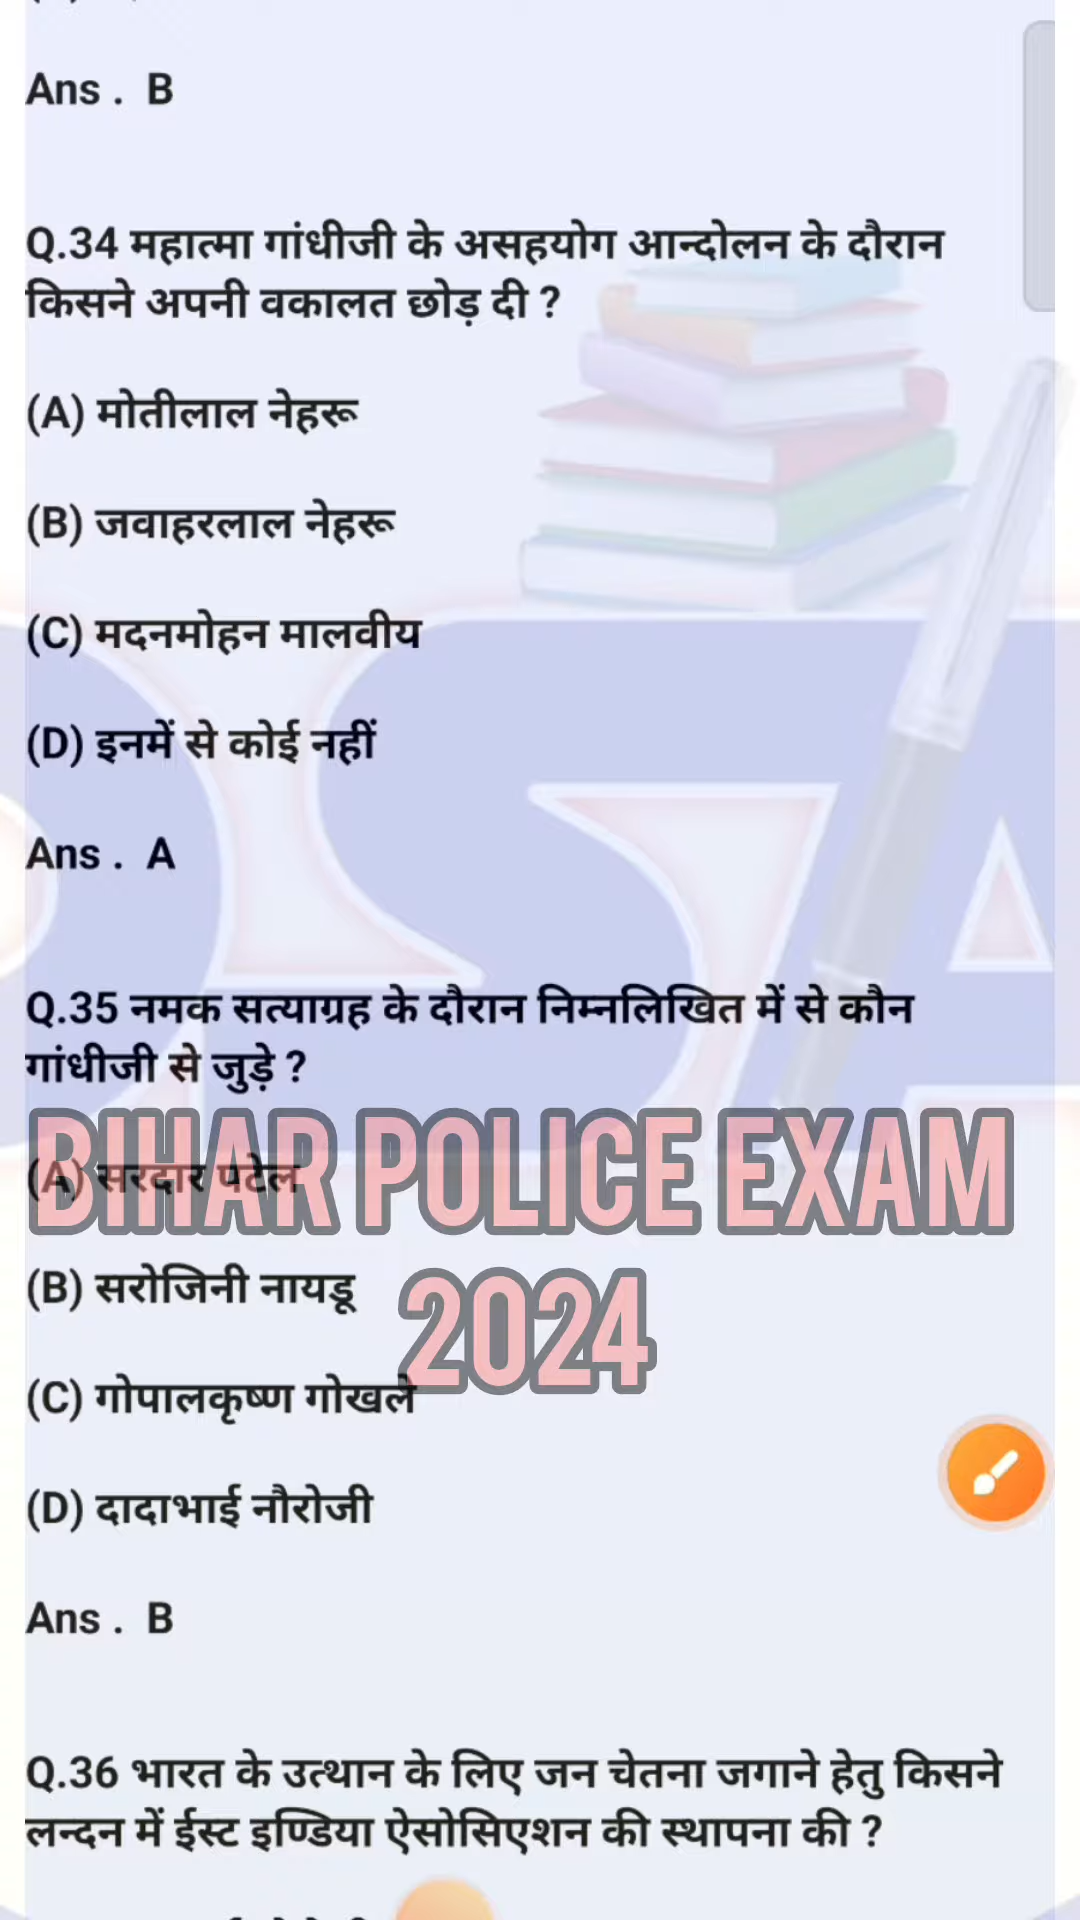 Ans . B
Q.34 महात्मा गांधीजी के असहयोग आन्दोलन के दौरान
किसने अपनी वकालत छोड़ दी ?
(A) मोतीलाल नेहरू
(B) जवाहरलाल नेहरू
(C) मदनमोहन मालवीय
(D) इनमें से कोई नहीं
Ans . A
Q.35 नमक सत्याग्रह के दौरान निम्नलिखित में से कौन
गांधीजी से जुड़े ?
BIHAR POLICE EXAM
(A) सरदार पटेल
2024
(B) सरोजिनी नायडू
(C) गोपालकृष्ण गोखले
(D) दादाभाई नौरोजी
Ans . B
Q.36 भारत के उत्थान के लिए जन चेतना जगाने हेतु किसने
लन्दन में ईस्ट इण्डिया ऐसोसिएशन की स्थापना की ?